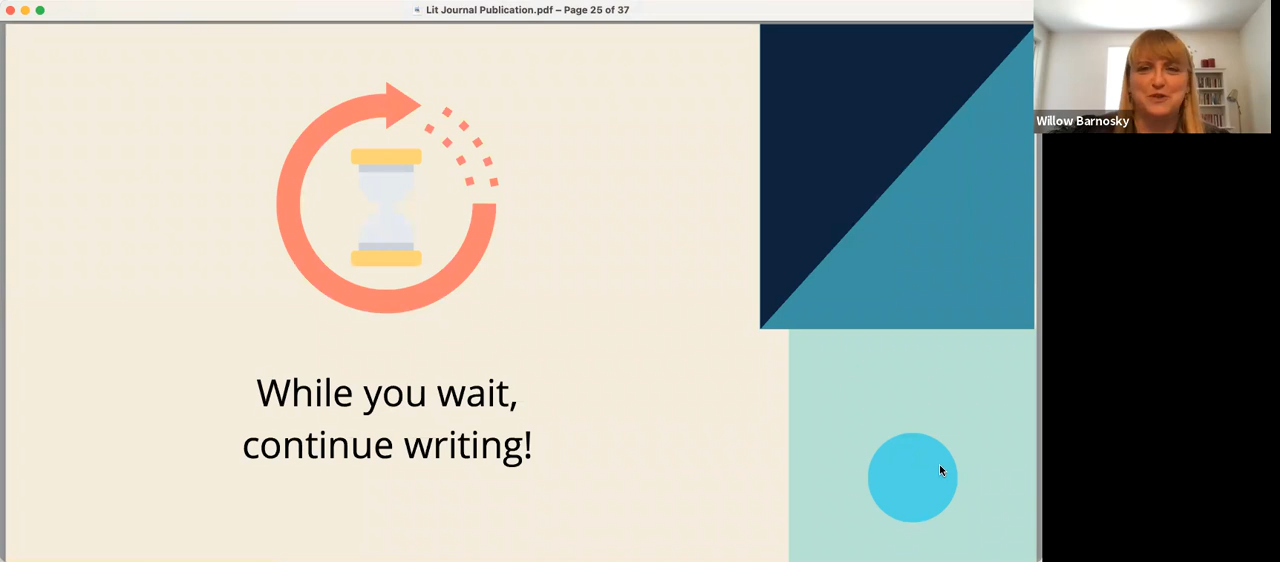 Lit Journal Publication.pdf – Page 25 of 37
Willow Barnosky
While you wait,
continue writing!